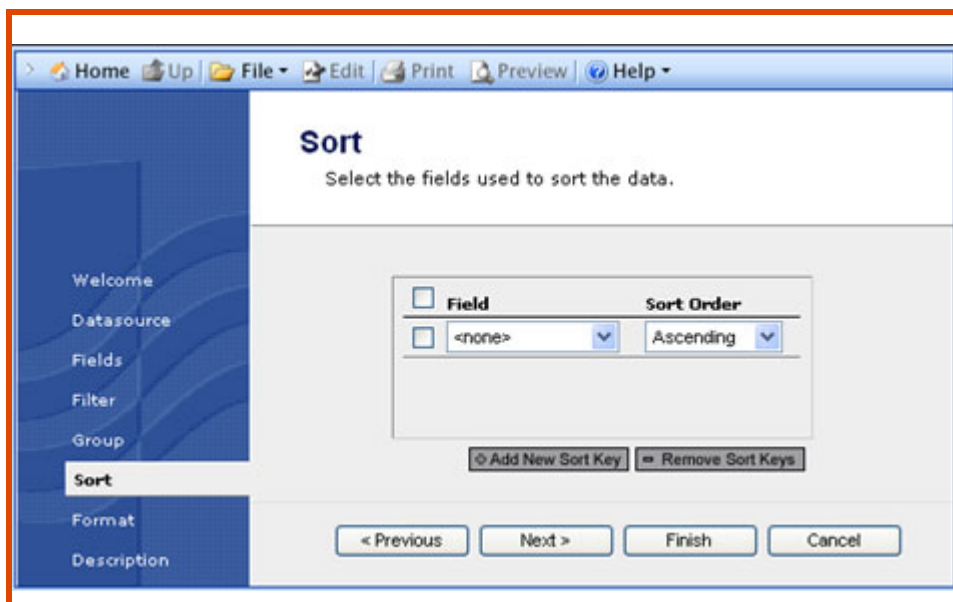 Home Up File Edit Print Preview Help
Sort
Select the fields used to sort the data.
Welcome
Datasource
Fields
Filter
Group
Sort
Format
Description
Field Sort Order
<none> Ascending
Add New Sort Key Remove Sort Keys
< Previous Next > Finish Cancel